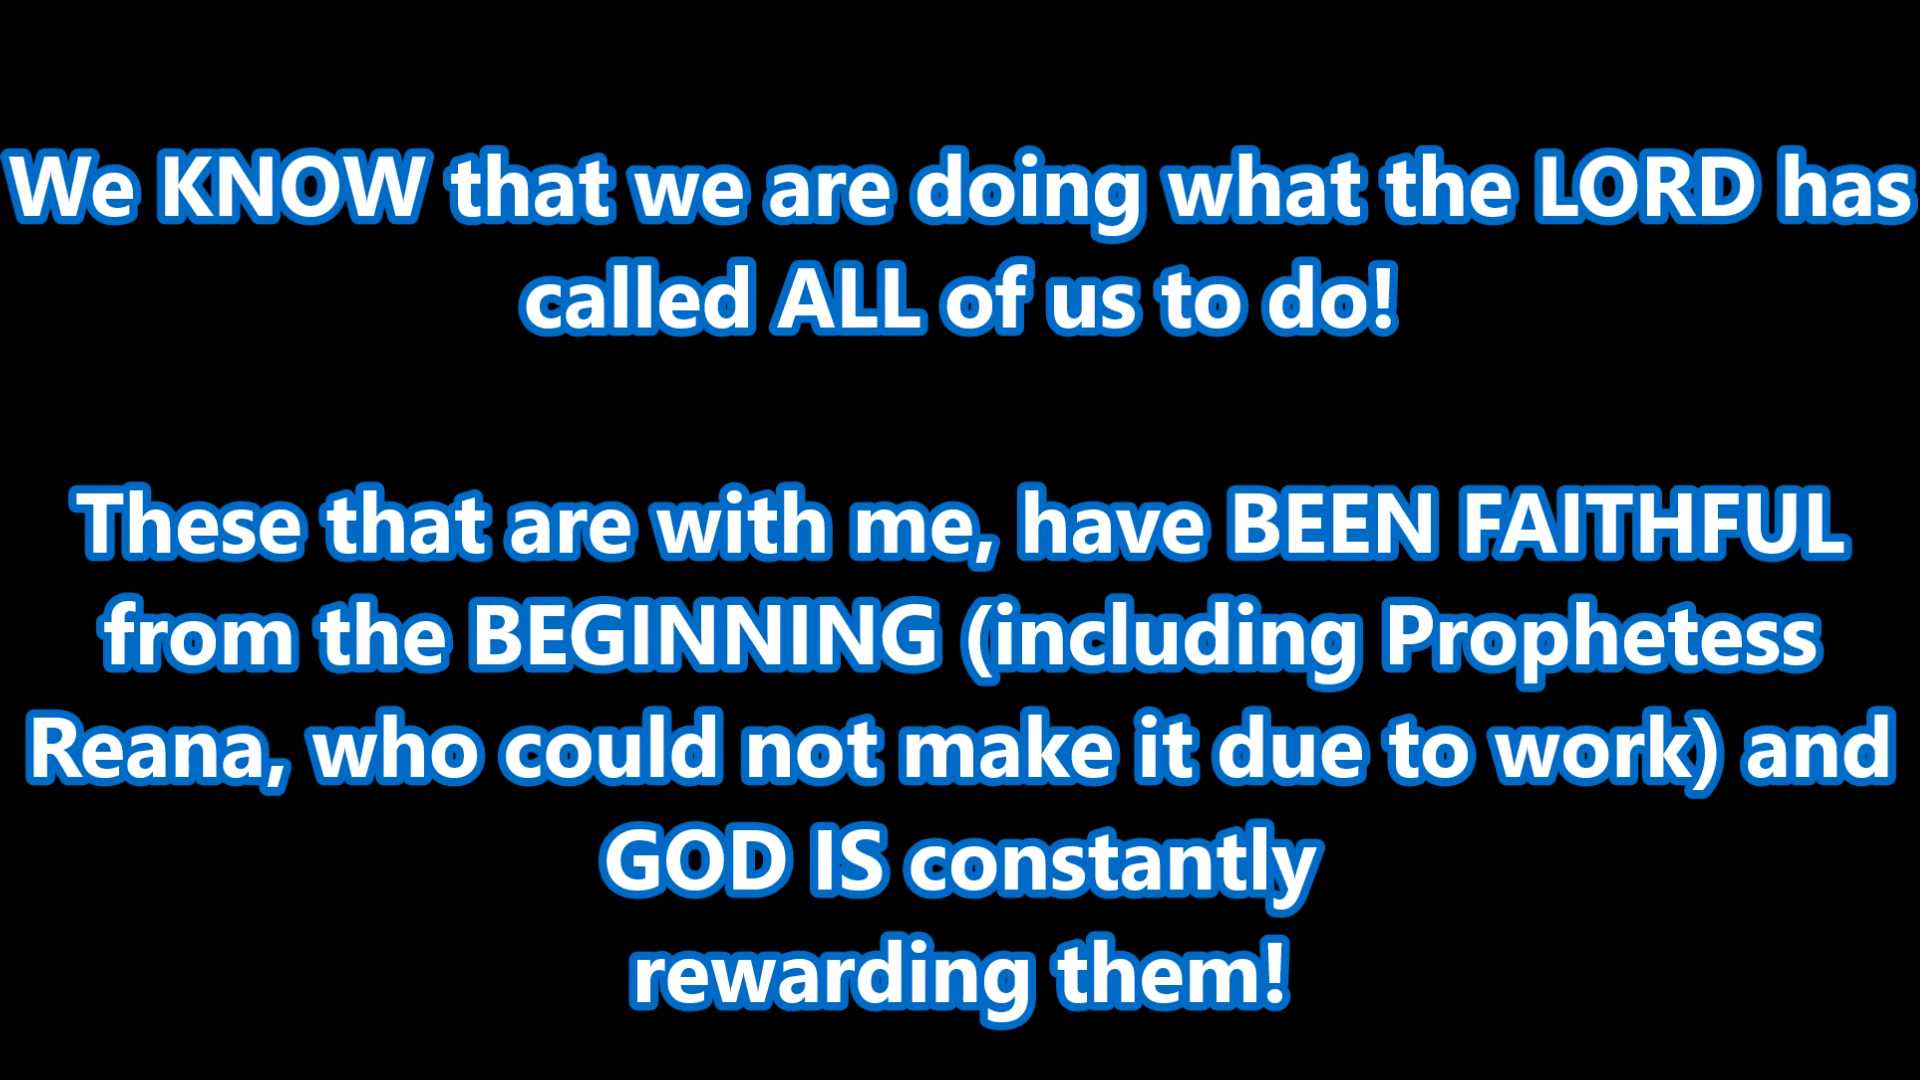 We KNOW that we are doing what the LORD has
called ALL of us to do!
These that are with me, have BEEN FAITHFUL
from the BEGINNING (including Prophetess
Reana, who could not make it due to work) and
GOD IS constantly
rewarding them!